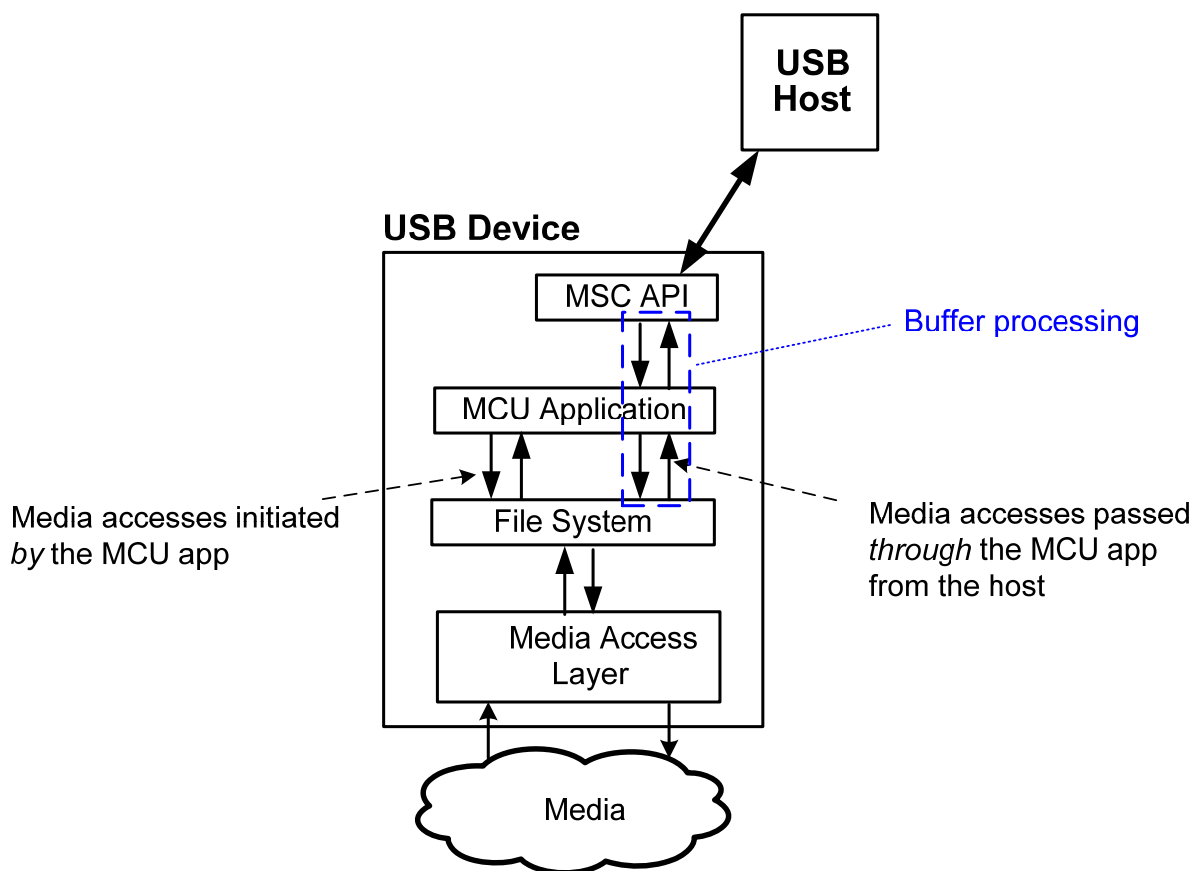 USB
Host
USB Device
MSC API
Buffer processing
MCU Application
Media accesses initiated
by the MCU app
File System
Media accesses passed
through the MCU app
from the host
Media Access
Layer
Media